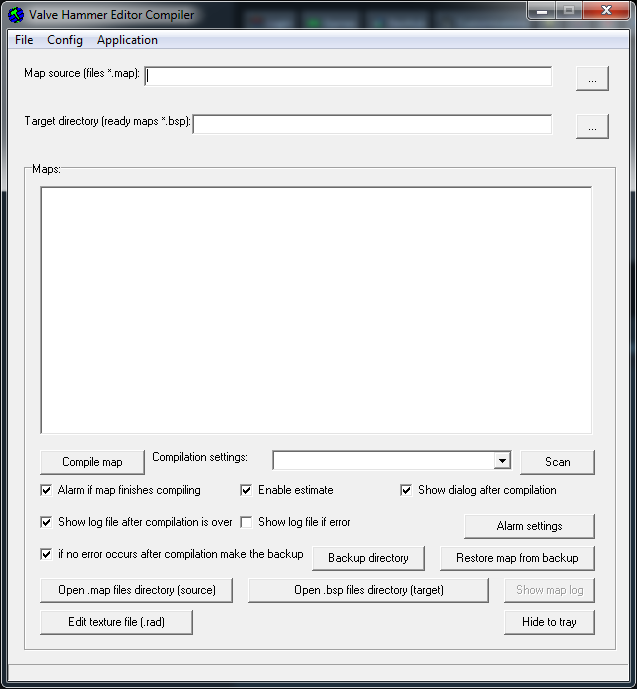 Valve Hammer Editor Compiler
File Config Application
Map source (files *.map): ...
Target directory (ready maps *.bsp): ...
Maps:
Compile map Compilation settings: Scan
Alarm if map finishes compiling Enable estimate Show dialog after compilation
Show log file after compilation is over Show log file if error Alarm settings
if no error occurs after compilation make the backup Backup directory Restore map from backup
Open .map files directory (source) Open .bsp files directory (target) Show map log
Edit texture file (.rad) Hide to tray